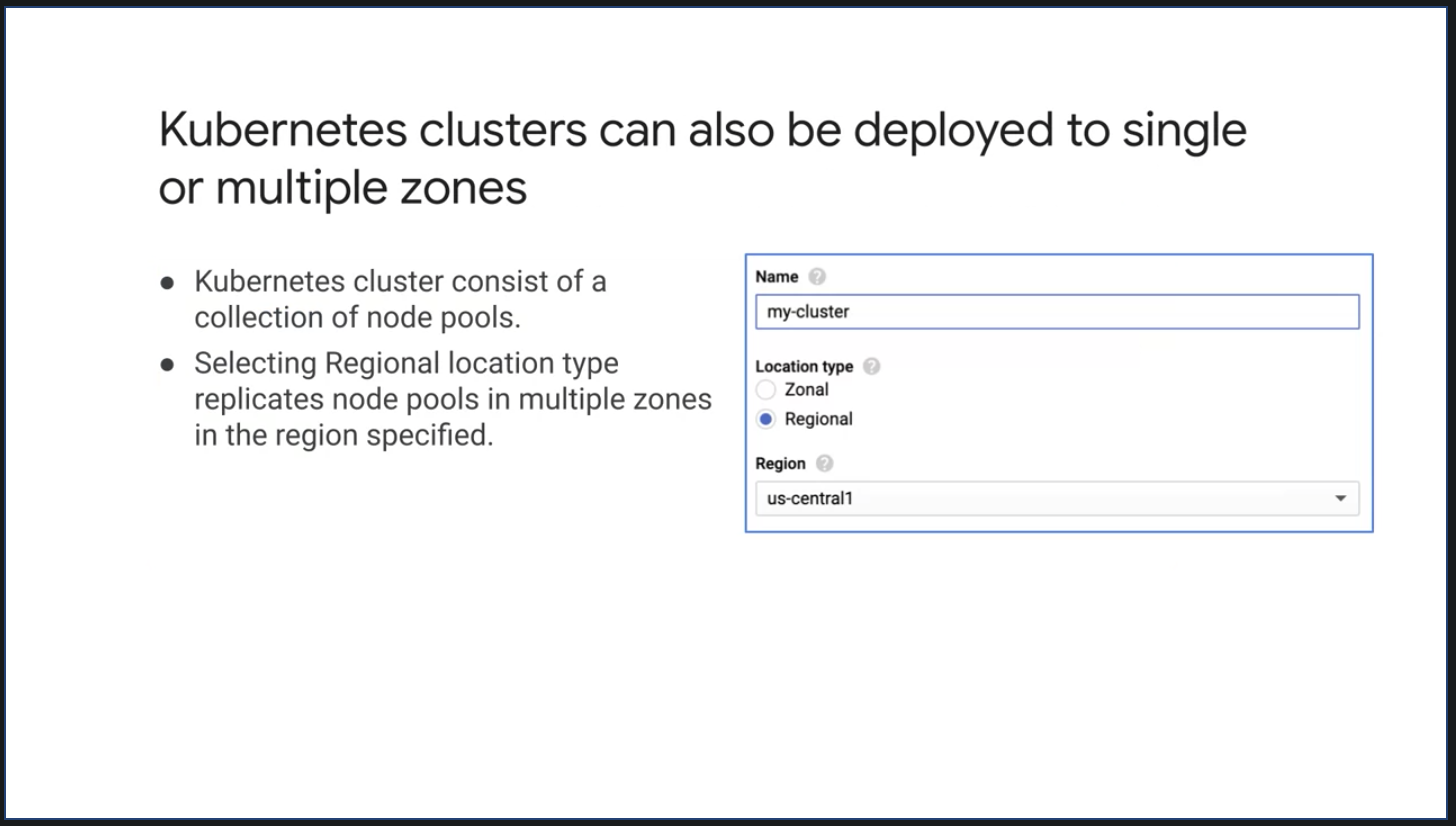 Kubernetes clusters can also be deployed to single
or multiple zones
● Kubernetes cluster consist of a
collection of node pools.
● Selecting Regional location type
replicates node pools in multiple zones
in the region specified.
Name ?
my-cluster
Location type ?
Zonal
Regional
Region ?
us-central1